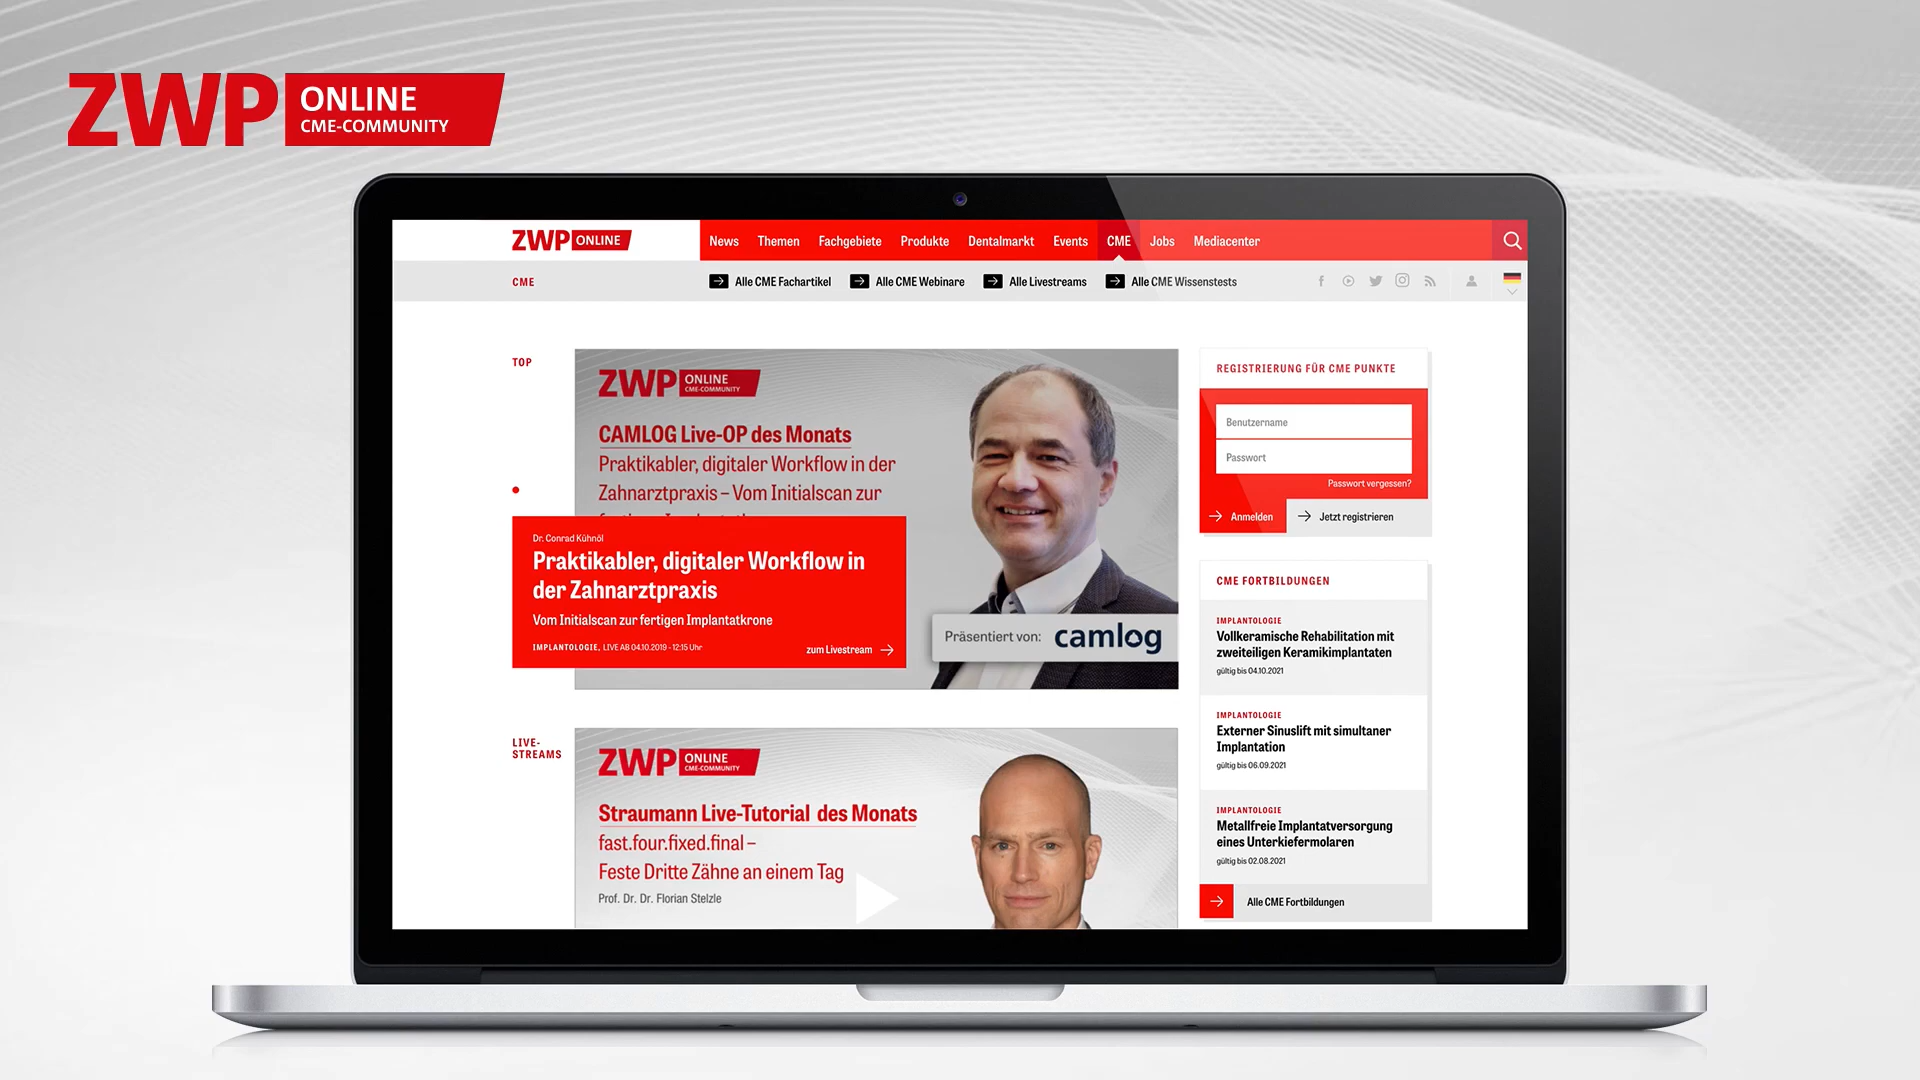 ZWP ONLINE
CME-COMMUNITY
ZWP ONLINE
News Themen Fachgebiete Produkte Dentalmarkt Events CME Jobs Mediacenter
CME
Alle CME Fachartikel Alle CME Webinare Alle Livestreams Alle CME Wissenstests
TOP
ZWP ONLINE
CME-COMMUNITY
CAMLOG Live-OP des Monats
Praktikabler, digitaler Workflow in der
Zahnarztpraxis – Vom Initialscan zur
Dr. Conrad Kühnöl
Praktikabler, digitaler Workflow in
der Zahnarztpraxis
Vom Initialscan zur fertigen Implantatkrone
IMPLANTOLOGIE, LIVE AB 04.10.2019 - 12:15 Uhr
zum Livestream
Präsentiert von: camlog
REGISTRIERUNG FÜR CME PUNKTE
Benutzername
Passwort
Passwort vergessen?
Anmelden Jetzt registrieren
CME FORTBILDUNGEN
IMPLANTOLOGIE
Vollkeramische Rehabilitation mit
zweiteiligen Keramikimplantaten
gültig bis 04.10.2021
IMPLANTOLOGIE
Externer Sinuslift mit simultaner
Implantation
gültig bis 06.09.2021
IMPLANTOLOGIE
Metallfreie Implantatversorgung
eines Unterkiefermolaren
gültig bis 02.08.2021
Alle CME Fortbildungen
LIVE-
STREAMS
ZWP ONLINE
CME-COMMUNITY
Straumann Live-Tutorial des Monats
fast.four.fixed.final –
Feste Dritte Zähne an einem Tag
Prof. Dr. Dr. Florian Stelzle